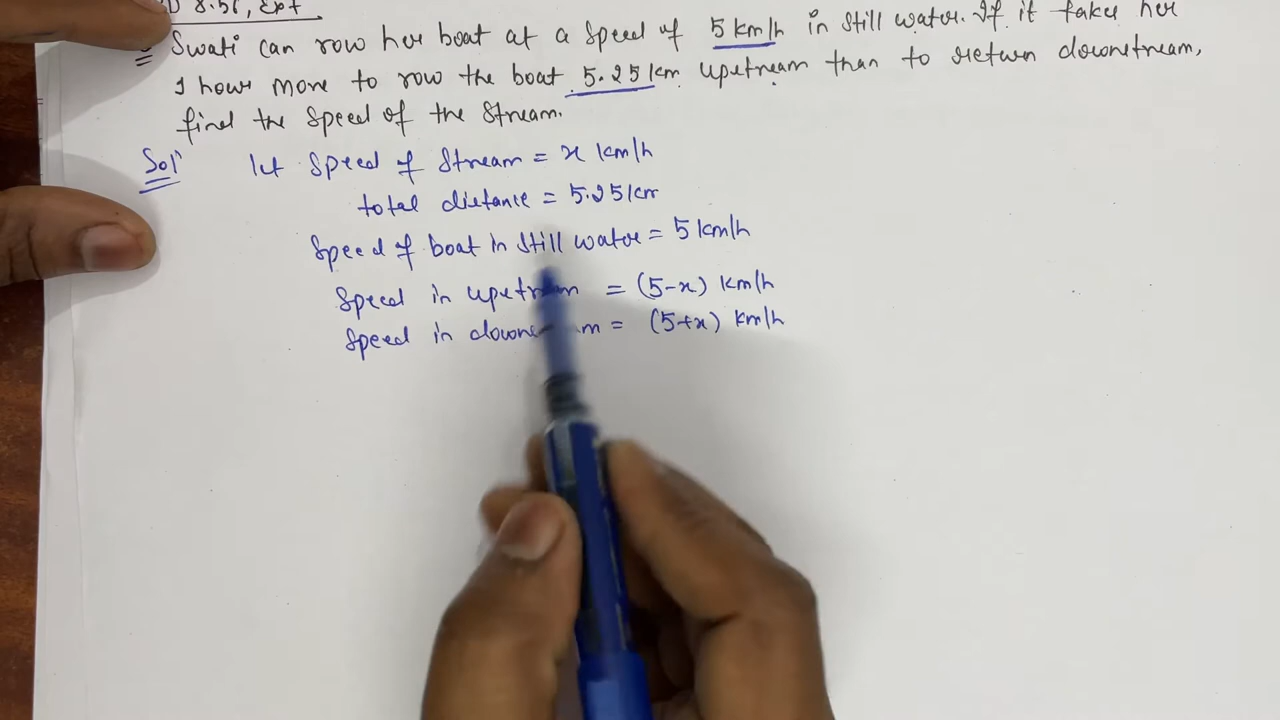 8.56, Ex
Swati can row her boat at a speed of 5 km/h in still water. If it takes her
1 hour more to row the boat 5.25 km upstream than to return downstream,
find the speed of the stream.
Sol
let speed of stream = x km/h
total distance = 5.25 km
speed of boat in still water = 5 km/h
speed in upstream = (5-x) km/h
speed in = (5+x) km/h